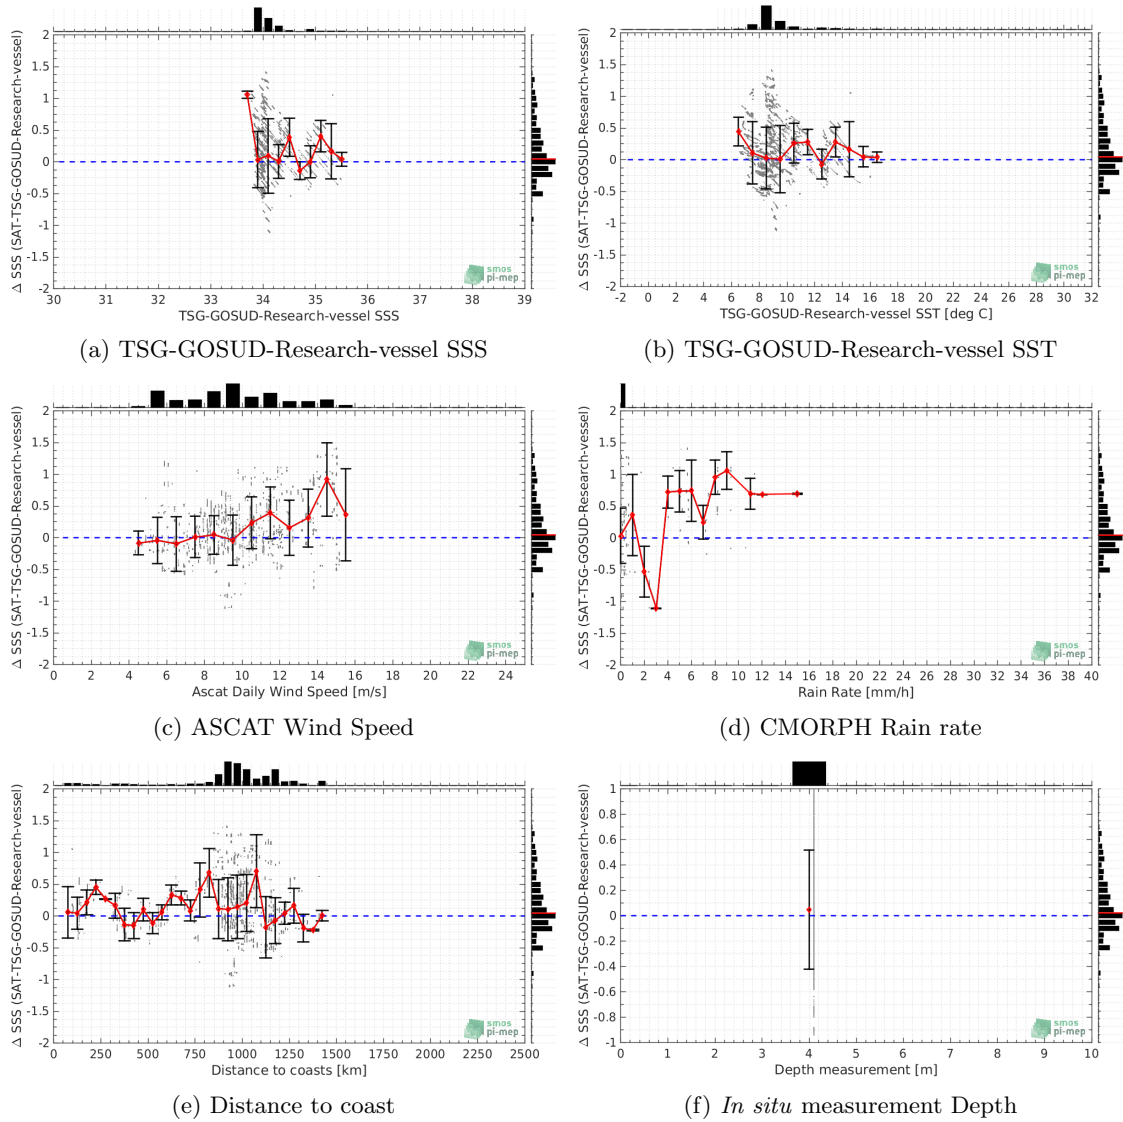 Δ SSS (SAT-TSG-GOSUD-Research-vessel)
2
1.5
1
0.5
0
-0.5
-1
-1.5
-2
30 31 32 33 34 35 36 37 38 39
TSG-GOSUD-Research-vessel SSS
smos
pi-mep
(a) TSG-GOSUD-Research-vessel SSS
Δ SSS (SAT-TSG-GOSUD-Research-vessel)
2
1.5
1
0.5
0
-0.5
-1
-1.5
-2
-2 0 2 4 6 8 10 12 14 16 18 20 22 24 26 28 30 32
TSG-GOSUD-Research-vessel SST [deg C]
smos
pi-mep
(b) TSG-GOSUD-Research-vessel SST
Δ SSS (SAT-TSG-GOSUD-Research-vessel)
2
1.5
1
0.5
0
-0.5
-1
-1.5
-2
0 2 4 6 8 10 12 14 16 18 20 22 24
Ascat Daily Wind Speed [m/s]
smos
pi-mep
(c) ASCAT Wind Speed
Δ SSS (SAT-TSG-GOSUD-Research-vessel)
2
1.5
1
0.5
0
-0.5
-1
-1.5
-2
0 2 4 6 8 10 12 14 16 18 20 22 24 26 28 30 32 34 36 38 40
Rain Rate [mm/h]
smos
pi-mep
(d) CMORPH Rain rate
Δ SSS (SAT-TSG-GOSUD-Research-vessel)
2
1.5
1
0.5
0
-0.5
-1
-1.5
-2
0 250 500 750 1000 1250 1500 1750 2000 2250 2500
Distance to coasts [km]
smos
pi-mep
(e) Distance to coast
Δ SSS (SAT-TSG-GOSUD-Research-vessel)
1
0.8
0.6
0.4
0.2
0
-0.2
-0.4
-0.6
-0.8
-1
0 1 2 3 4 5 6 7 8 9 10
Depth measurement [m]
smos
pi-mep
(f) In situ measurement Depth